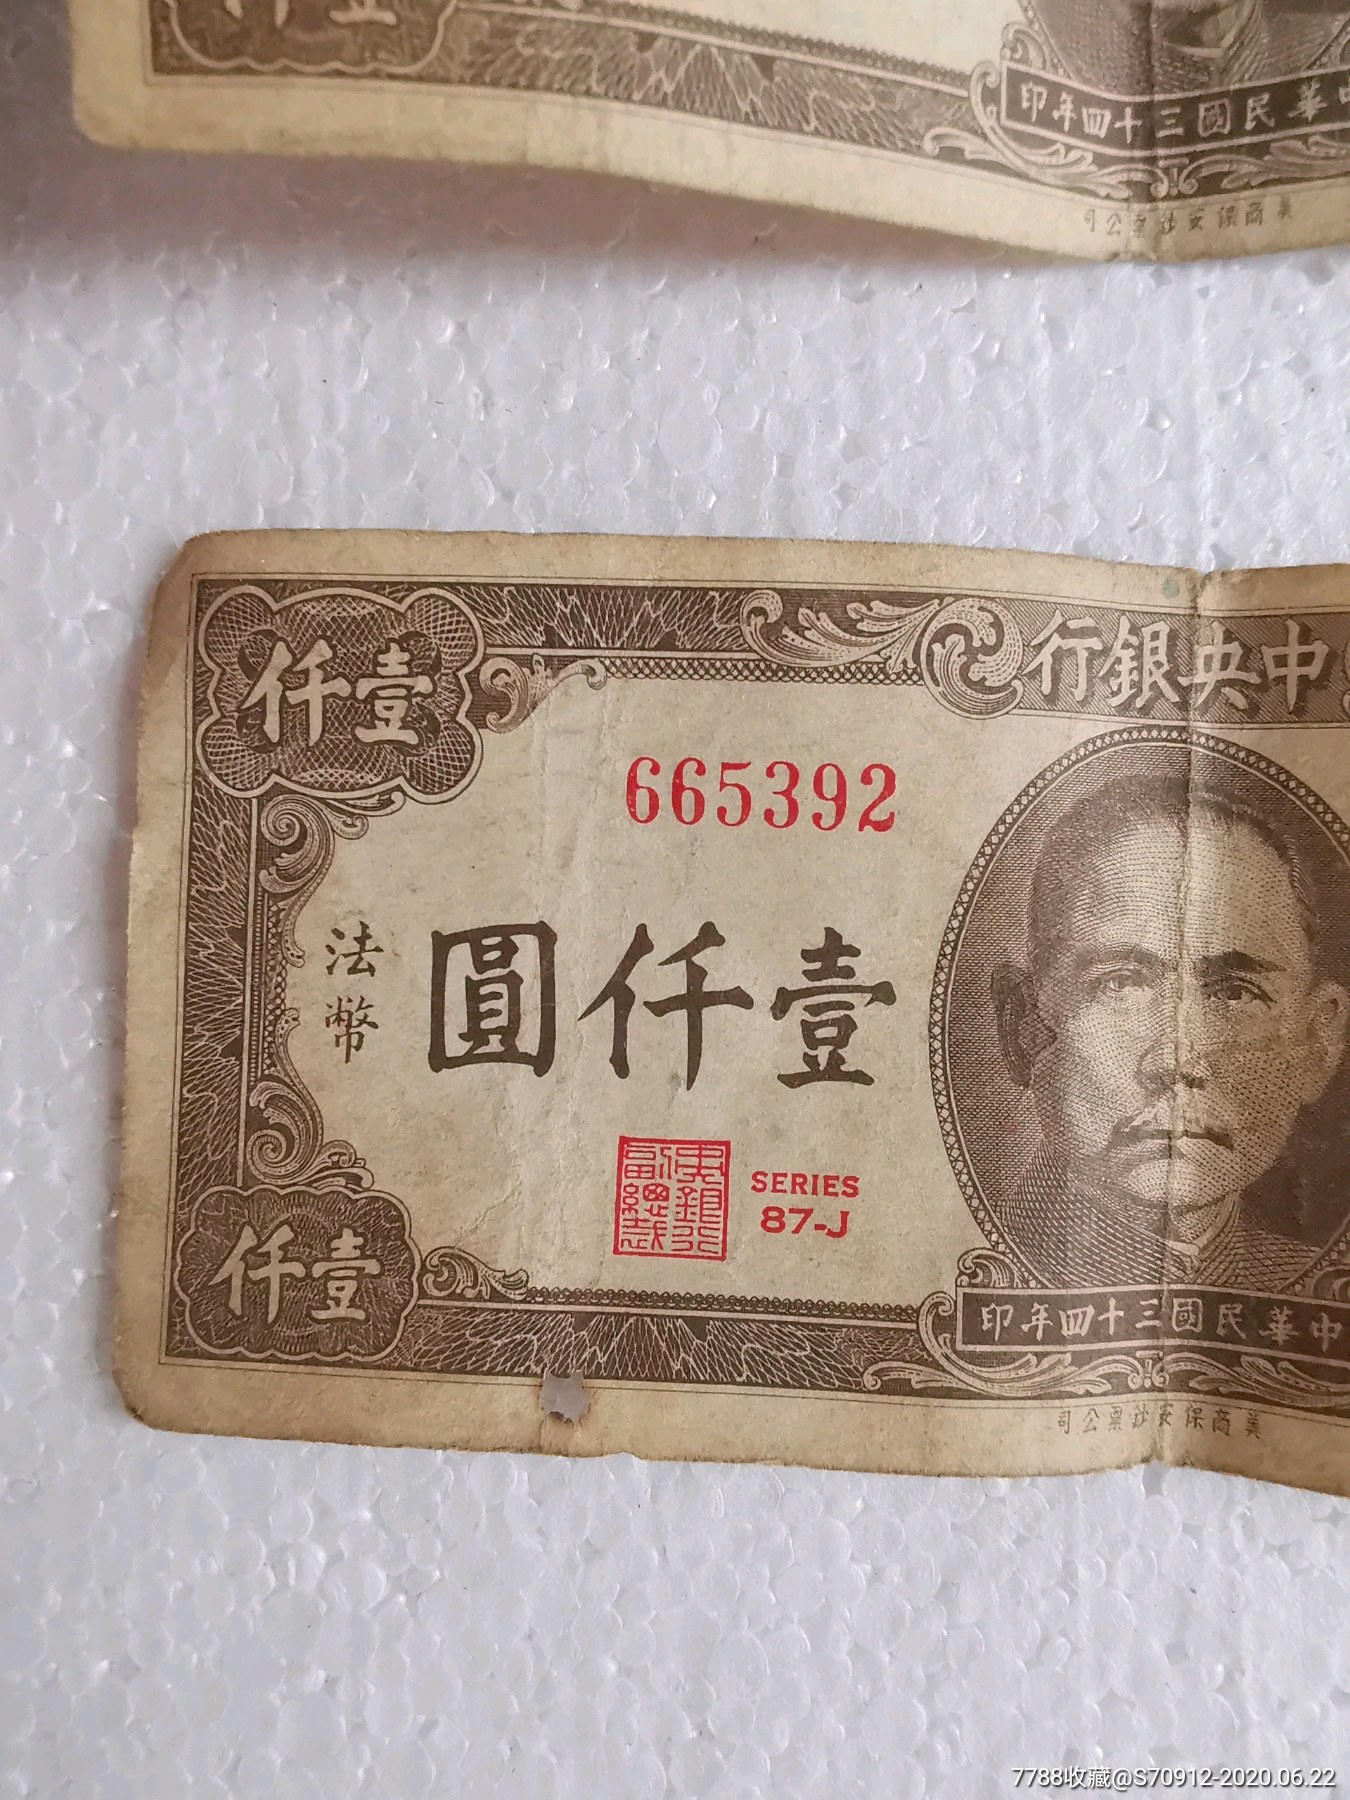 壹仟
中華民國三十四年印
美商保安鈔票公司
中央銀行
壹仟
665392
壹仟圓
法幣
SERIES
87-J
壹仟
中華民國三十四年印
美商保安鈔票公司
7788收藏@S70912-2020.06.22